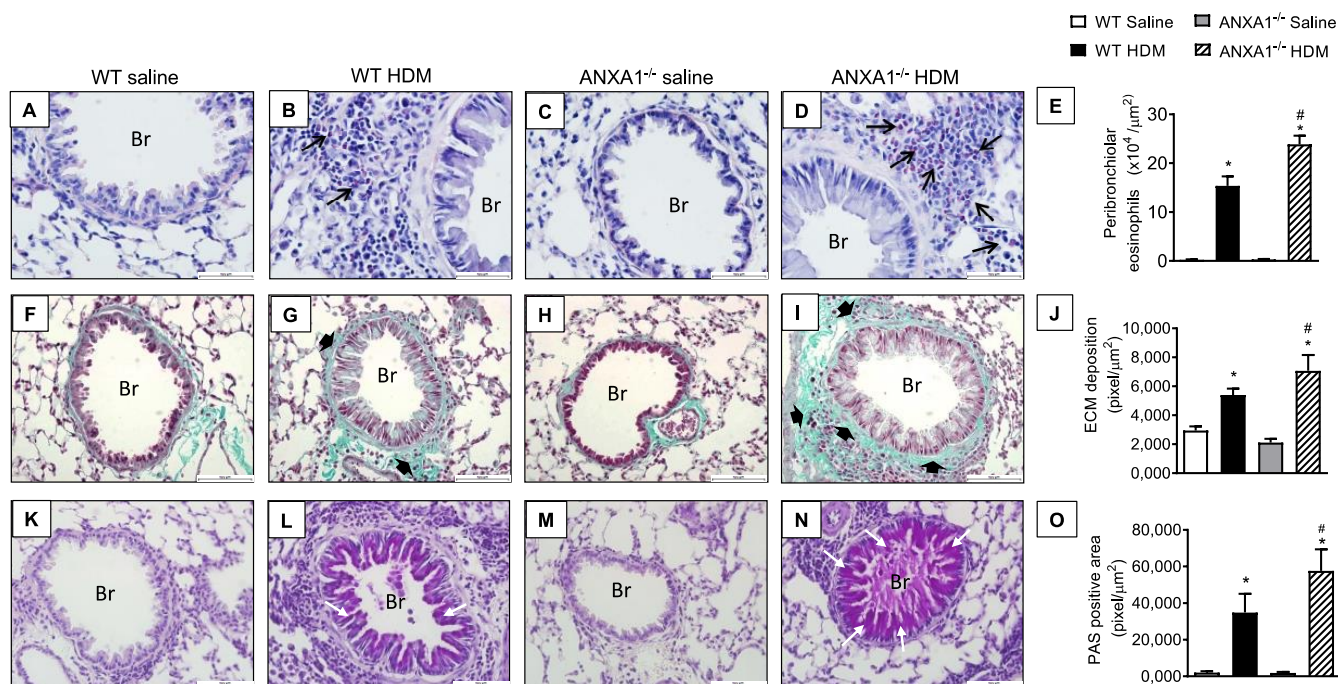 WT Saline
ANXA1-/- Saline
WT HDM
ANXA1-/- HDM
WT saline
WT HDM
ANXA1-/- saline
ANXA1-/- HDM
A
Br
B
Br
C
Br
D
Br
E
Peribronchiolar
eosinophils (x10⁴ /µm²)
30
20
10
0
*
#
*
F
Br
G
Br
H
Br
I
Br
J
ECM deposition
(pixel/µm²)
10,000
8,000
6,000
4,000
2,000
0,000
*
#
*
K
Br
L
Br
M
Br
N
Br
O
PAS positive area
(pixel/µm²)
80,000
60,000
40,000
20,000
0,000
*
#
*